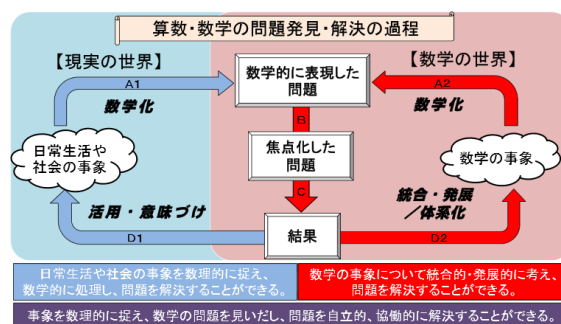 算数・数学の問題発見・解決の過程
【現実の世界】
【数学の世界】
A1
数学化
数学的に表現した
問題
A2
数学化
B
日常生活や
社会の事象
焦点化した
問題
数学の事象
C
活用・意味づけ
統合・発展
／体系化
D1
結果
D2
日常生活や社会の事象を数理的に捉え、
数学的に処理し、問題を解決することができる。
数学の事象について統合的・発展的に考え、
問題を解決することができる。
事象を数理的に捉え、数学の問題を見いだし、問題を自立的、協働的に解決することができる。